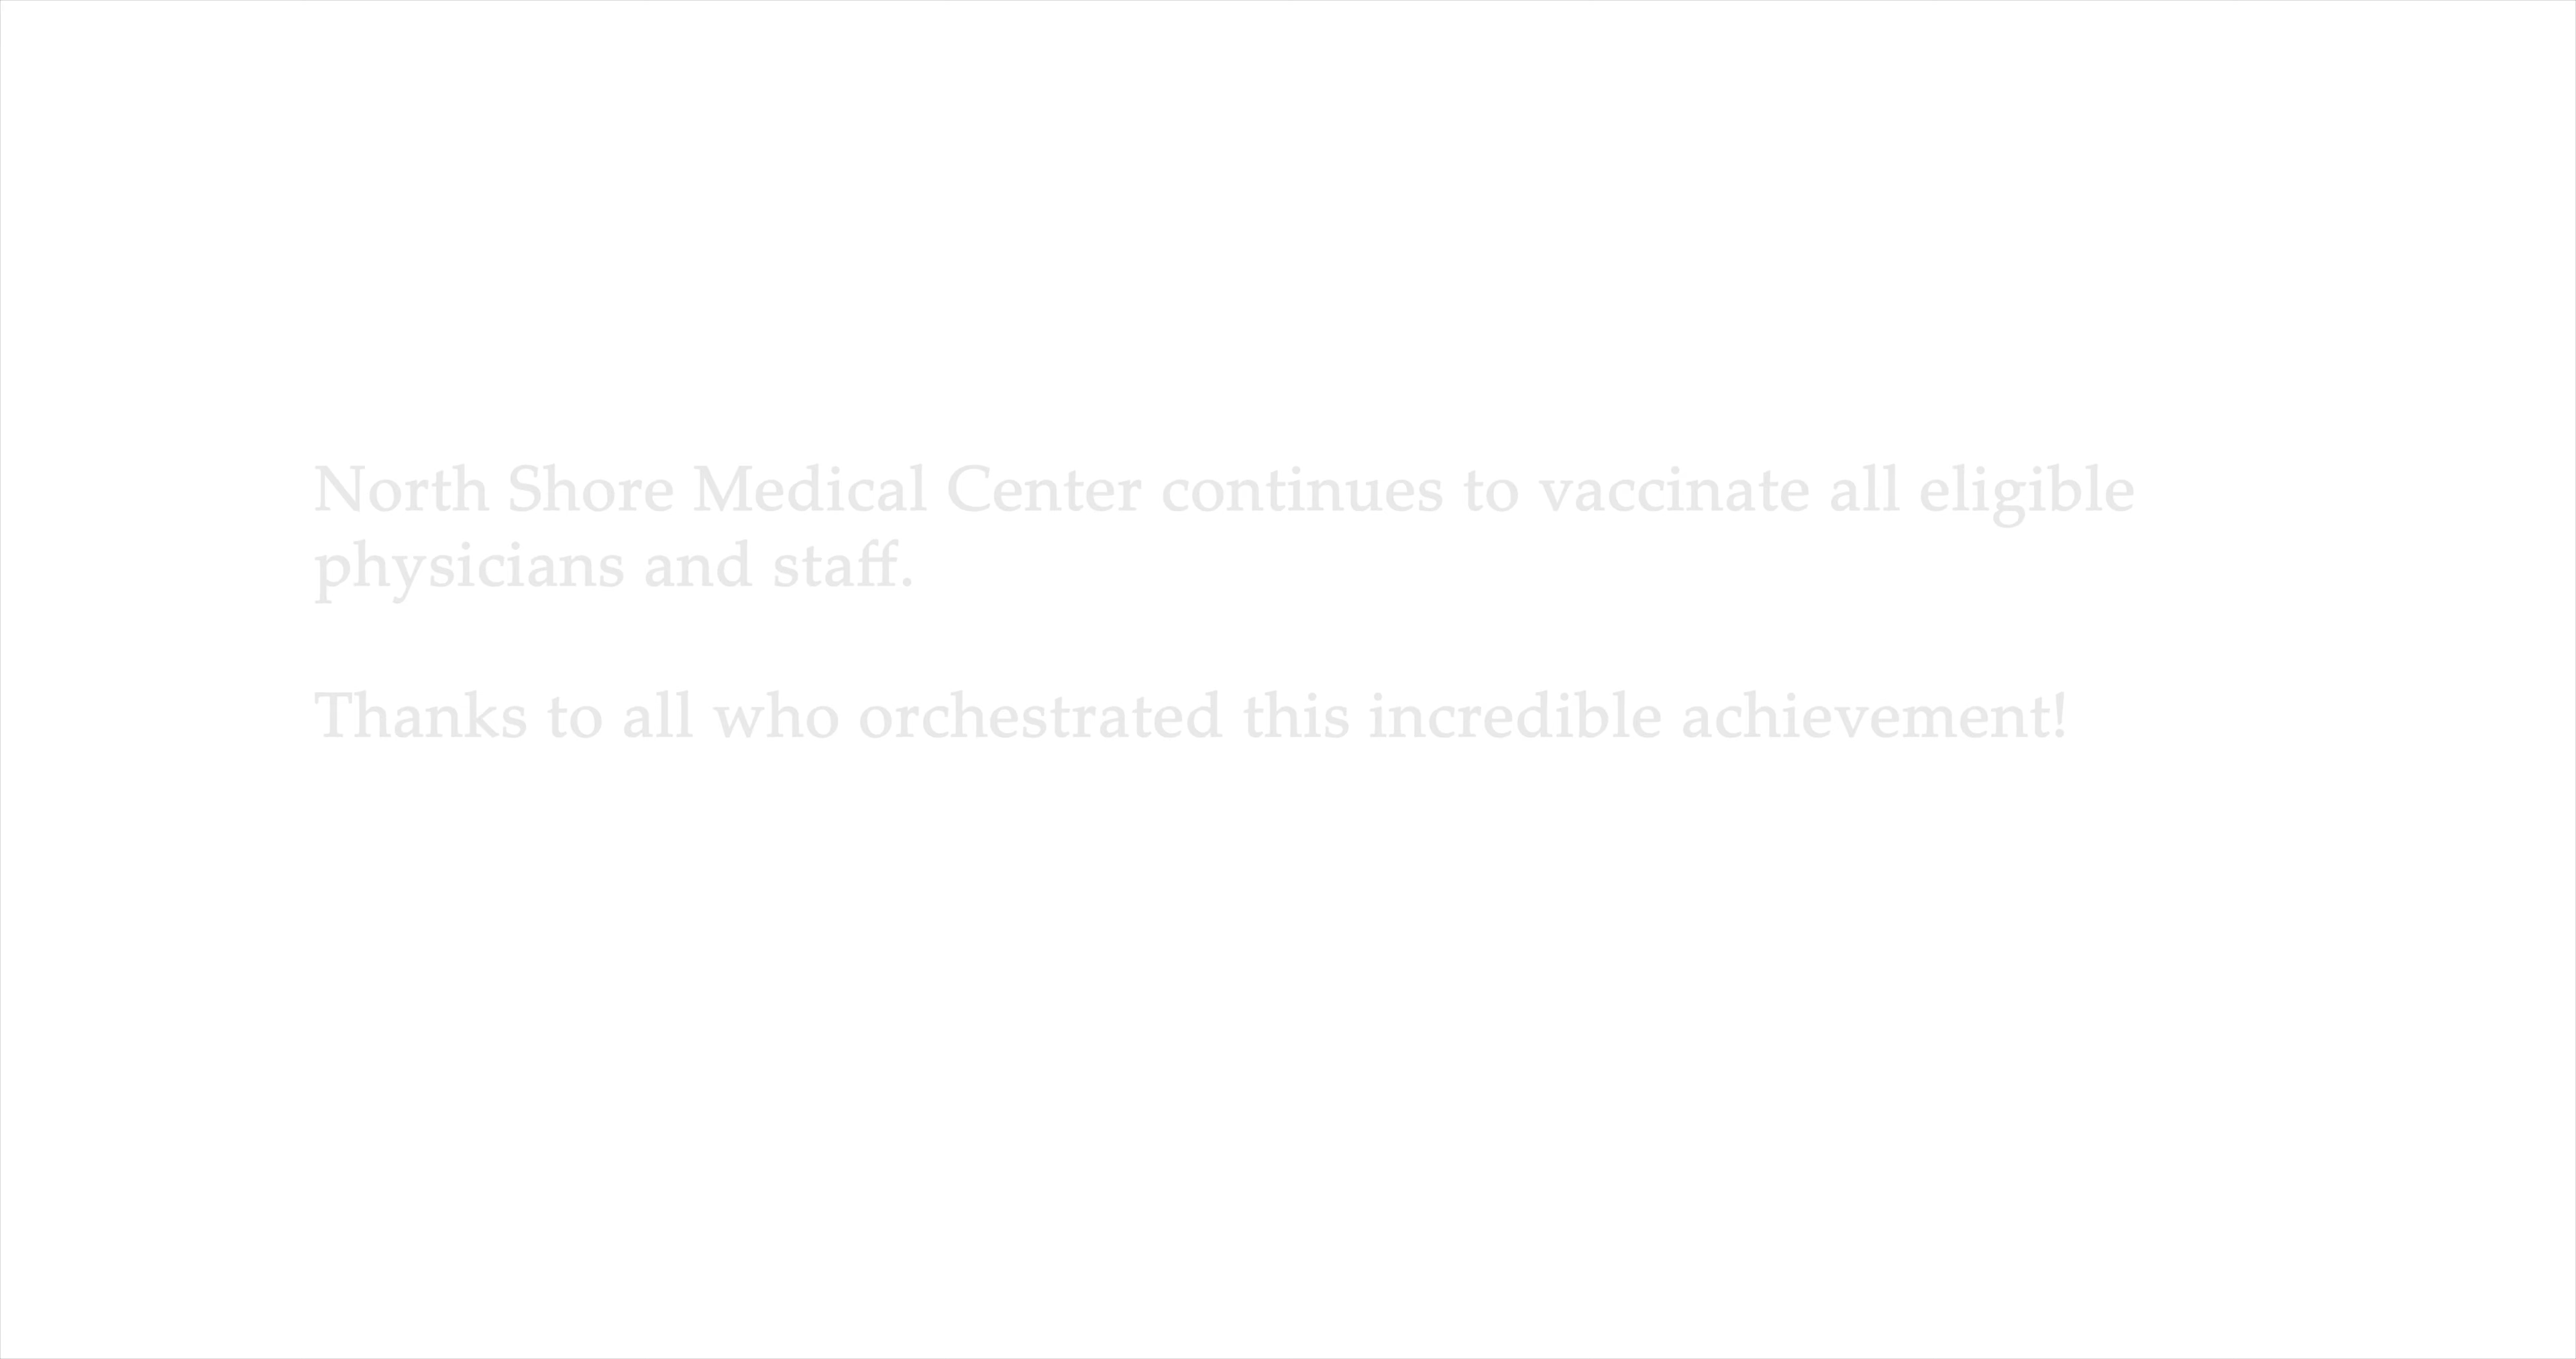 North Shore Medical Center continues to vaccinate all eligible
physicians and staff.
Thanks to all who orchestrated this incredible achievement!